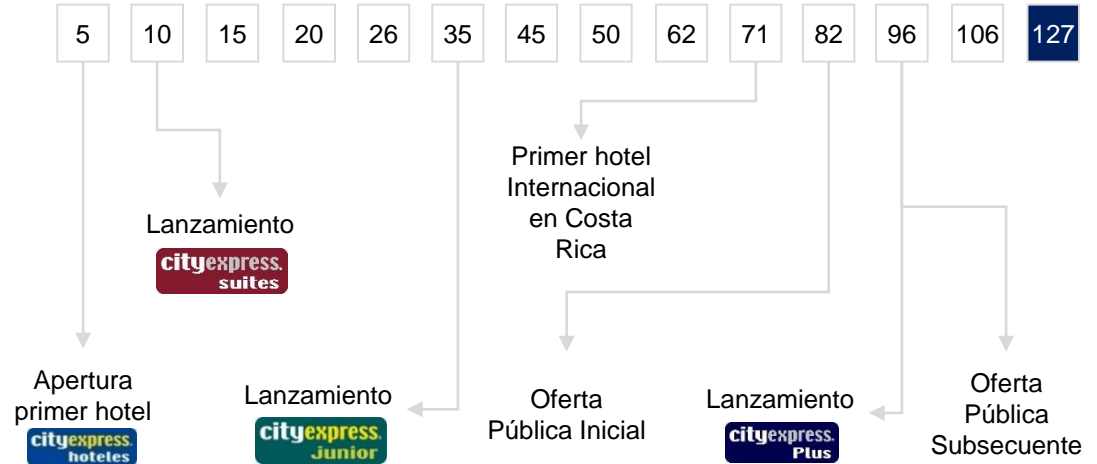 5 10 15 20 26 35 45 50 62 71 82 96 106 127
Primer hotel
Internacional
en Costa
Rica
Lanzamiento
cityexpress.
suites
Apertura
primer hotel
cityexpress.
hoteles
Lanzamiento
cityexpress.
Junior
Oferta
Pública Inicial
Lanzamiento
cityexpress.
Plus
Oferta
Pública
Subsecuente